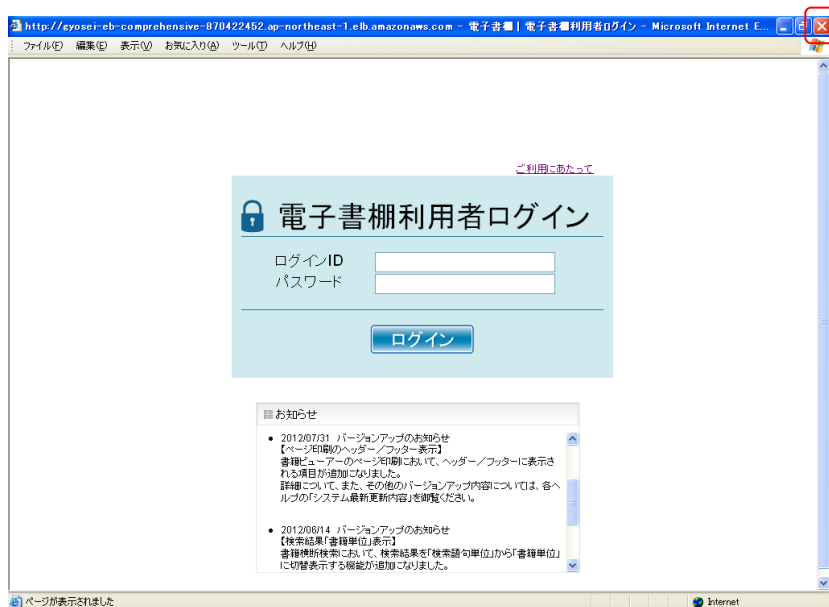 http://gyosei-eb-comprehensive-870422452.ap-northeast-1.elb.amazonaws.com - 電子書棚 | 電子書棚利用者ログイン - Microsoft Internet E...
ファイル(F) 編集(E) 表示(V) お気に入り(A) ツール(T) ヘルプ(H)
ご利用にあたって
電子書棚利用者ログイン
ログインID
パスワード
ログイン
お知らせ
• 2012/07/31 バージョンアップのお知らせ
【ページ印刷のヘッダー／フッター表示】
書籍ビューアーのページ印刷において、ヘッダー／フッターに表示さ
れる項目が追加になりました。
詳細について、また、その他のバージョンアップ内容については、各ヘ
ルプの「システム最新更新内容」を御覧ください。
• 2012/06/14 バージョンアップのお知らせ
【検索結果「書籍単位」表示】
書籍横断検索において、検索結果を「検索語句単位」から「書籍単位」
に切替表示する機能が追加になりました。
ページが表示されました
Internet